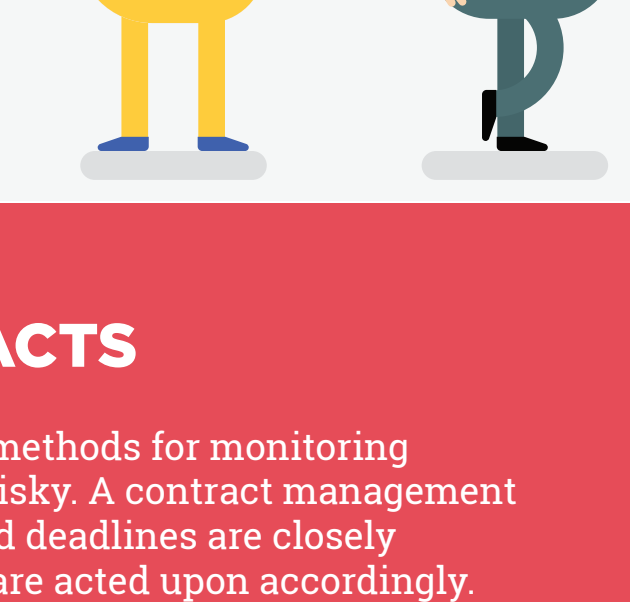 ACTS
methods for monitoring
isky. A contract management
d deadlines are closely
are acted upon accordingly.